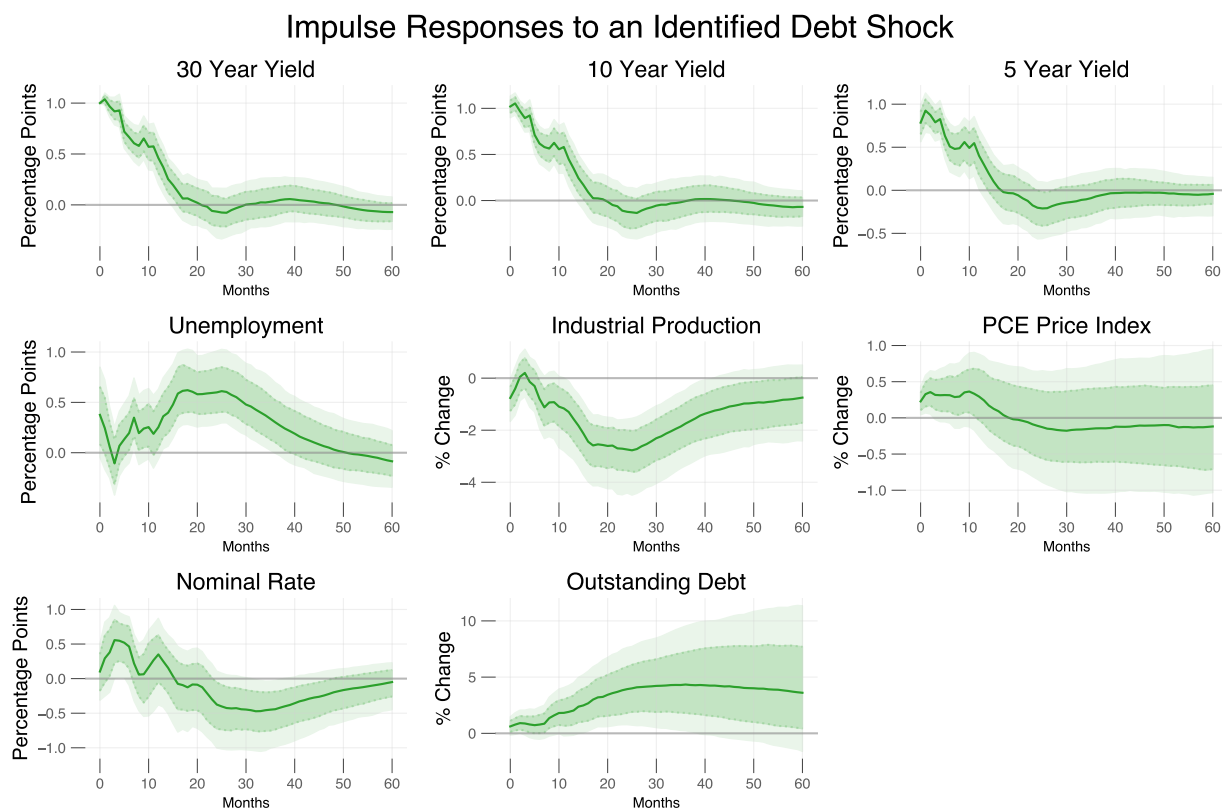 Impulse Responses to an Identified Debt Shock
30 Year Yield
Percentage Points
1.0
0.5
0.0
0 10 20 30 40 50 60
Months
10 Year Yield
Percentage Points
1.0
0.5
0.0
0 10 20 30 40 50 60
Months
5 Year Yield
Percentage Points
1.0
0.5
0.0
−0.5
0 10 20 30 40 50 60
Months
Unemployment
Percentage Points
1.0
0.5
0.0
0 10 20 30 40 50 60
Months
Industrial Production
% Change
0
−2
−4
0 10 20 30 40 50 60
Months
PCE Price Index
% Change
1.0
0.5
0.0
−0.5
−1.0
0 10 20 30 40 50 60
Months
Nominal Rate
Percentage Points
1.0
0.5
0.0
−0.5
−1.0
0 10 20 30 40 50 60
Months
Outstanding Debt
% Change
10
5
0
0 10 20 30 40 50 60
Months